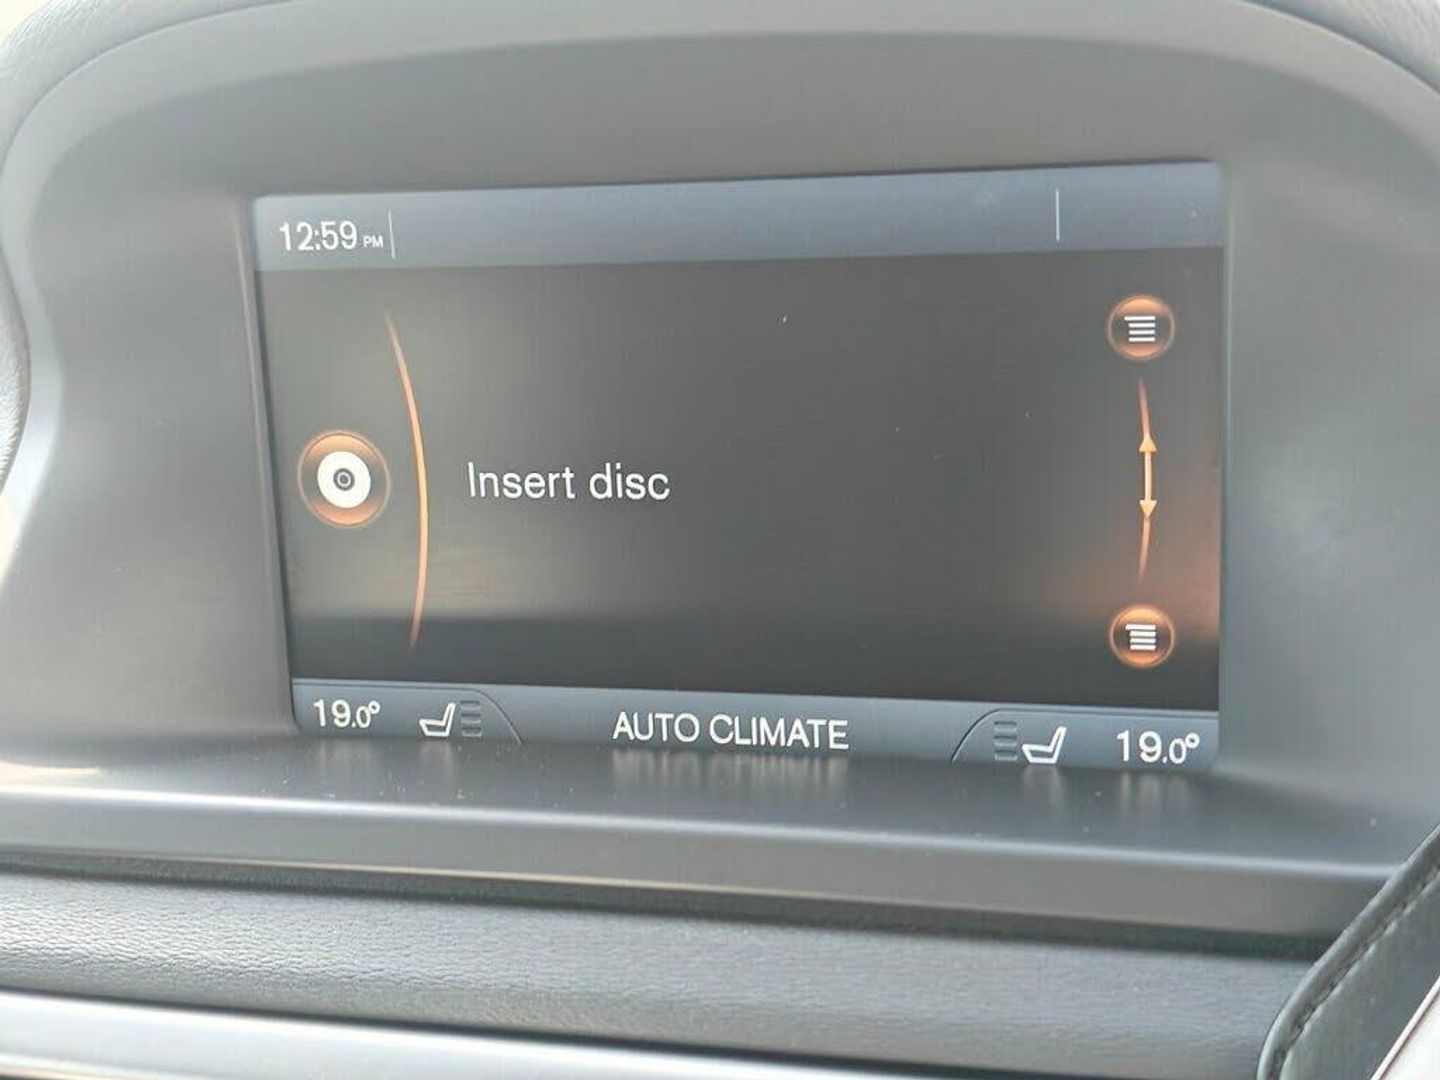 12:59 PM
Insert disc
19.0° AUTO CLIMATE 19.0°